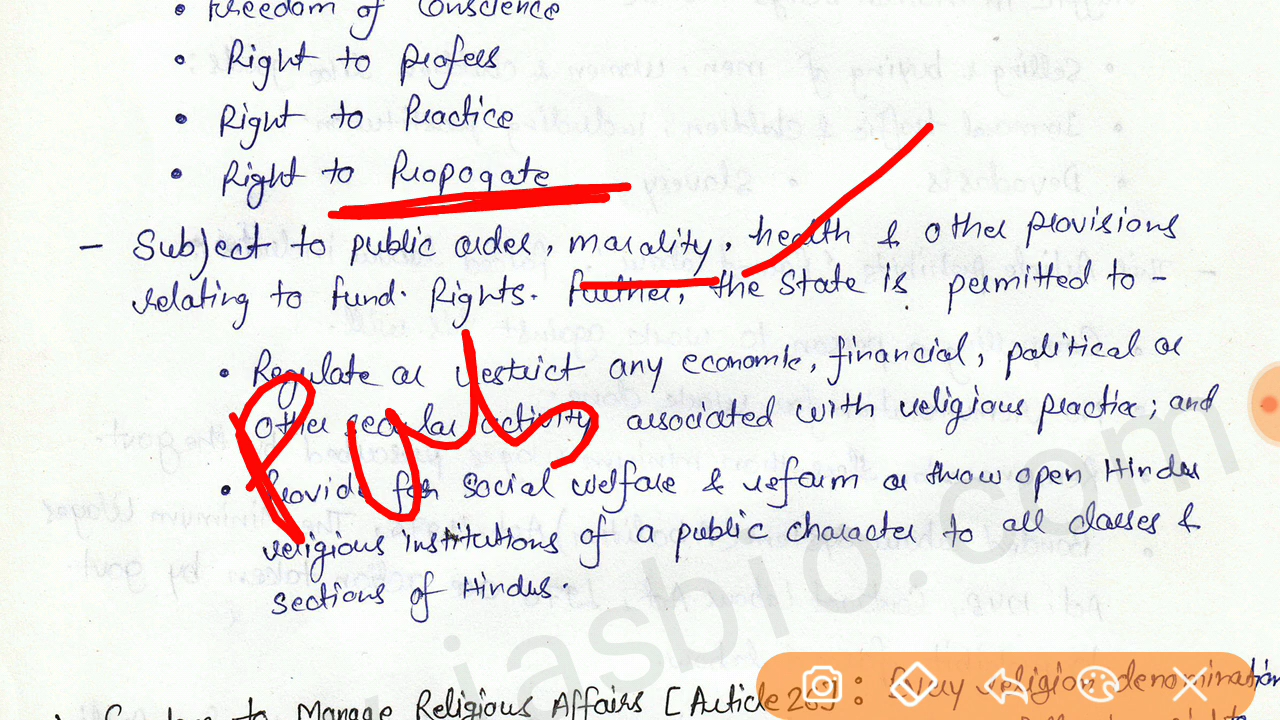 • Freedom of Conscience
• Right to profess
• Right to Practice
• Right to Propogate
- Subject to public order, morality, health & other provisions
relating to fund. Rights. Further, the State is permitted to -
• Regulate or restrict any economic, financial, political or
other secular activity associated with religious practice; and
• Provide for social welfare & reform or throw open Hindu
religious institutions of a public character to all classes &
sections of Hindus.
iasbio.com
Manage Religious Affairs [Article 26]: Every religion denomination